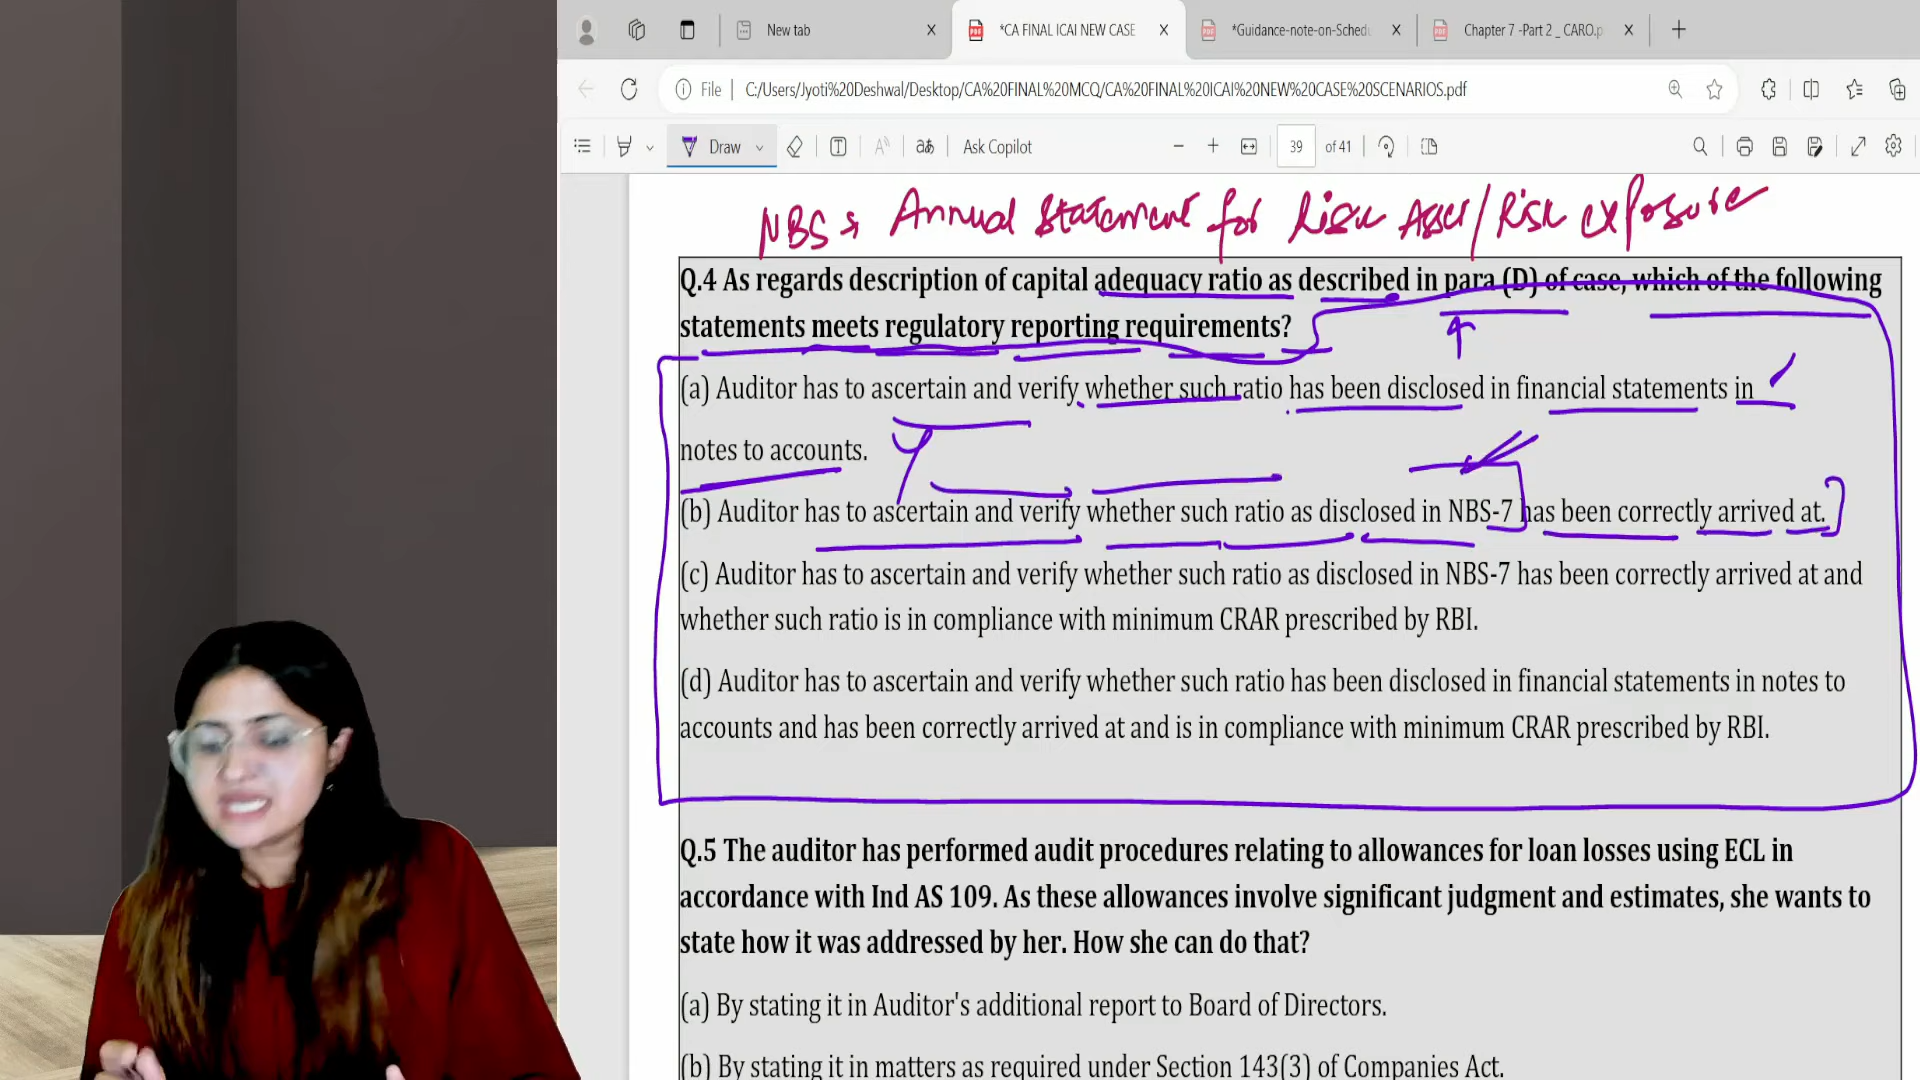 New tab
*CA FINAL ICAI NEW CASE
*Guidance-note-on-Schedu
Chapter 7 -Part 2 _ CARO.p
File
C:/Users/Jyoti%20Deshwal/Desktop/CA%20FINAL%20MCQ/CA%20FINAL%20ICAI%20NEW%20CASE%20SCENARIOS.pdf
Draw
Ask Copilot
39 of 41
NBS → Annual Statement for Risk Asset/Risk exposure
Q.4 As regards description of capital adequacy ratio as described in para (D) of case, which of the following
statements meets regulatory reporting requirements?
(a) Auditor has to ascertain and verify whether such ratio has been disclosed in financial statements in
notes to accounts.
(b) Auditor has to ascertain and verify whether such ratio as disclosed in NBS-7 has been correctly arrived at.
(c) Auditor has to ascertain and verify whether such ratio as disclosed in NBS-7 has been correctly arrived at and
whether such ratio is in compliance with minimum CRAR prescribed by RBI.
(d) Auditor has to ascertain and verify whether such ratio has been disclosed in financial statements in notes to
accounts and has been correctly arrived at and is in compliance with minimum CRAR prescribed by RBI.
Q.5 The auditor has performed audit procedures relating to allowances for loan losses using ECL in
accordance with Ind AS 109. As these allowances involve significant judgment and estimates, she wants to
state how it was addressed by her. How she can do that?
(a) By stating it in Auditor's additional report to Board of Directors.
(b) By stating it in matters as required under Section 143(3) of Companies Act.